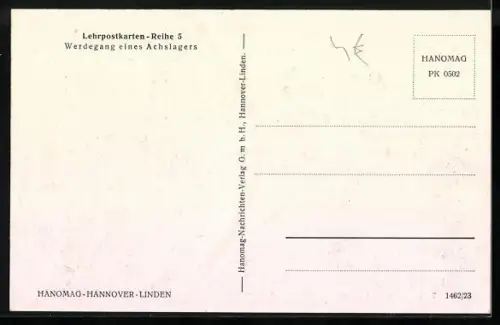 Lehrpostkarten-Reihe 5
Werdegang eines Achslagers
HANOMAG-HANNOVER-LINDEN
Hanomag-Nachrichten-Verlag G. m b. H., Hannover-Linden.
HANOMAG
PK 0502
1462/23